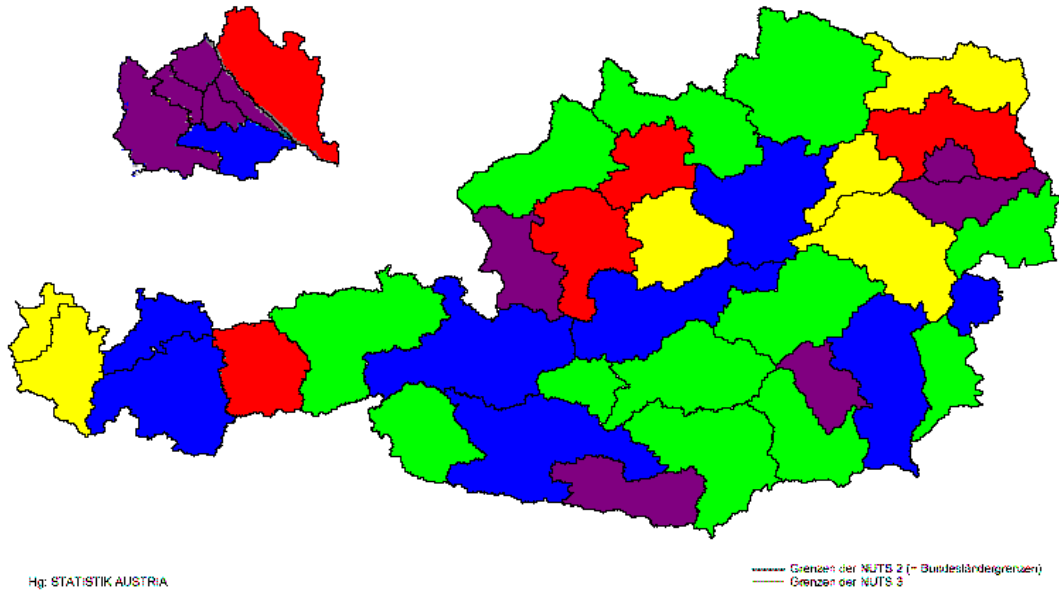 Hg: STATISTIK AUSTRIA
Grenzen der NUTS 2 (= Bundesländergrenzen)
Grenzen der NUTS 3